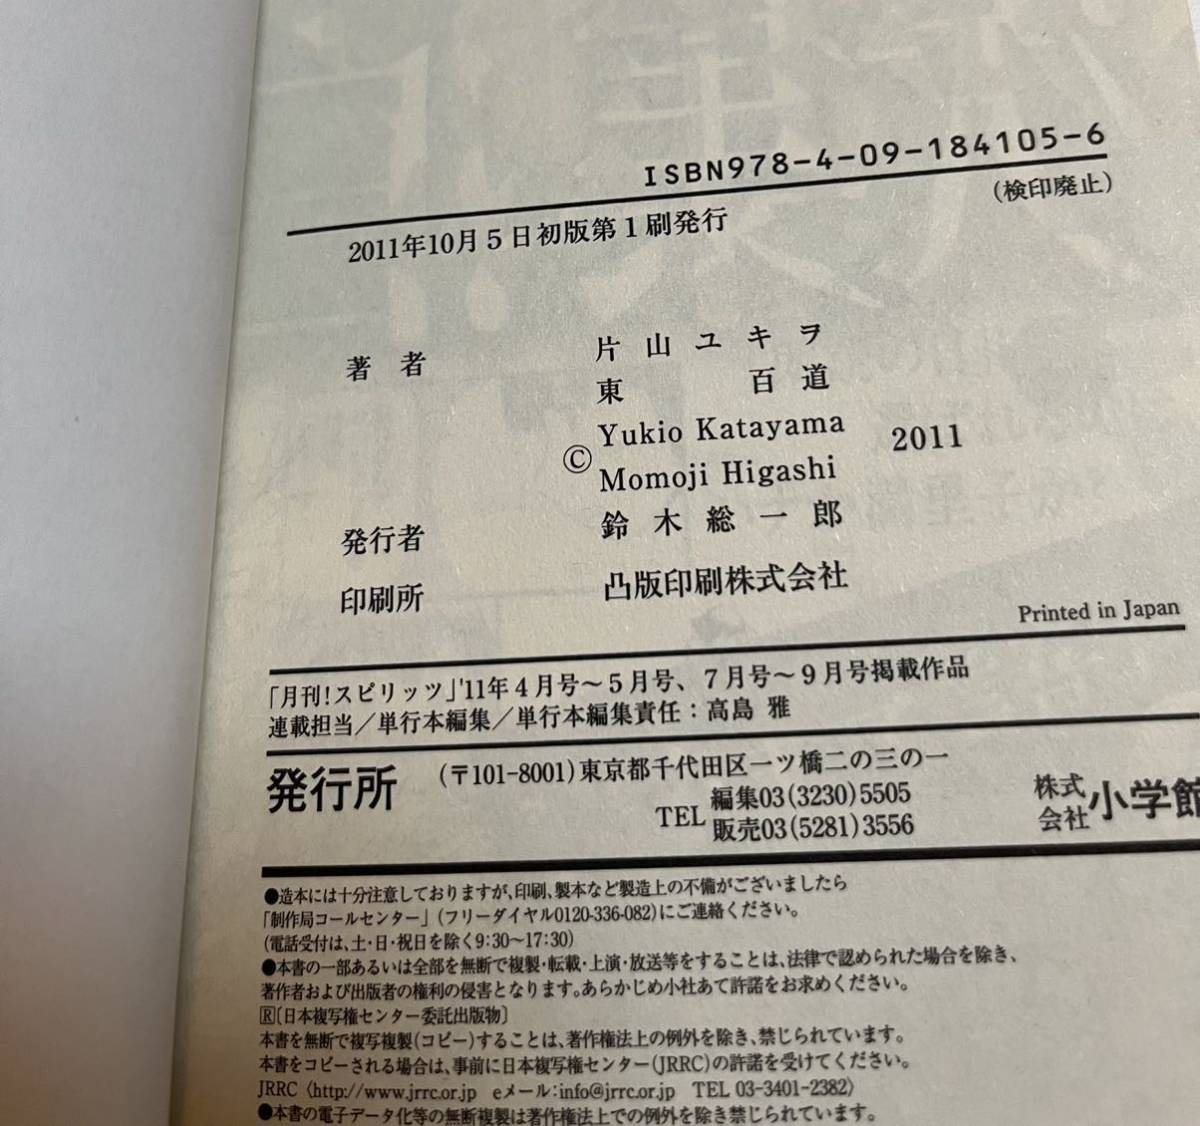 ISBN978-4-09-184105-6
(検印廃止)
2011年10月5日初版第1刷発行
著者 片山ユキヲ
東 百道
©Yukio Katayama 2011
Momoji Higashi
発行者 鈴木総一郎
印刷所 凸版印刷株式会社
Printed in Japan
「月刊!スピリッツ」'11年4月号〜5月号、7月号〜9月号掲載作品
連載担当/単行本編集/単行本編集責任:高島 雅
発行所 (〒101-8001)東京都千代田区一ツ橋二の三の一
TEL 編集03(3230)5505
販売03(5281)3556
株式会社 小学館
●造本には十分注意しておりますが、印刷、製本など製造上の不備がございましたら
「制作局コールセンター」(フリーダイヤル0120-336-082)にご連絡ください。
(電話受付は、土・日・祝日を除く9:30〜17:30)
●本書の一部あるいは全部を無断で複製・転載・上演・放送等をすることは、法律で認められた場合を除き、
著作者および出版者の権利の侵害となります。あらかじめ小社あて許諾をお求めください。
Ⓡ〔日本複写権センター委託出版物〕
本書を無断で複写複製(コピー)することは、著作権法上の例外を除き、禁じられています。
本書をコピーされる場合は、事前に日本複写権センター(JRRC)の許諾を受けてください。
JRRC〈http://www.jrrc.or.jp eメール:info@jrrc.or.jp TEL 03-3401-2382〉
●本書の電子データ化等の無断複製は著作権法上での例外を除き禁じられています。